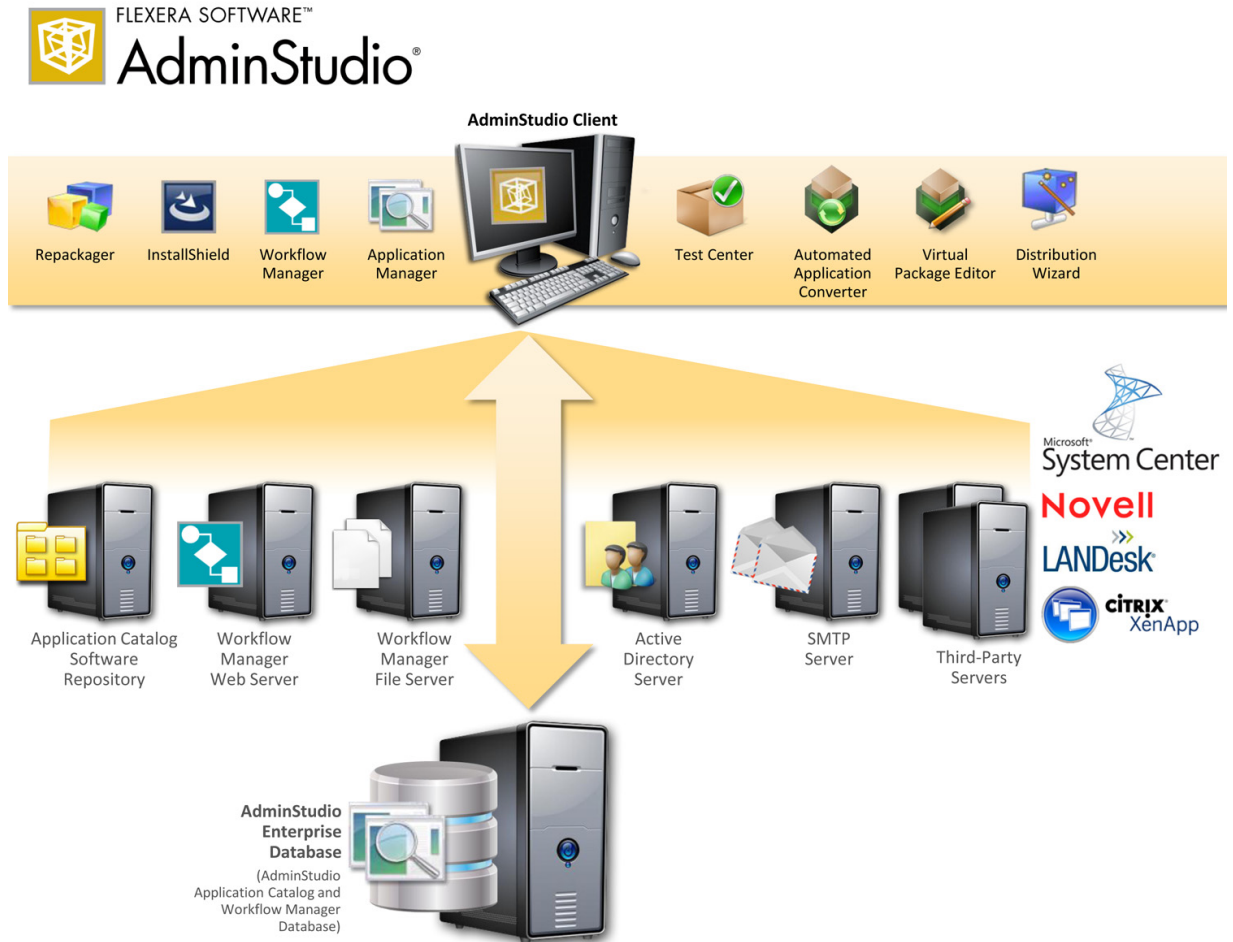 FLEXERA SOFTWARE™
AdminStudio®
AdminStudio Client
Repackager
InstallShield
Workflow
Manager
Application
Manager
Test Center
Automated
Application
Converter
Virtual
Package Editor
Distribution
Wizard
Microsoft®
System Center
Novell
LANDesk®
CITRIX®
XenApp
Application Catalog
Software
Repository
Workflow
Manager
Web Server
Workflow
Manager
File Server
Active
Directory
Server
SMTP
Server
Third-Party
Servers
AdminStudio
Enterprise
Database
(AdminStudio
Application Catalog and
Workflow Manager
Database)